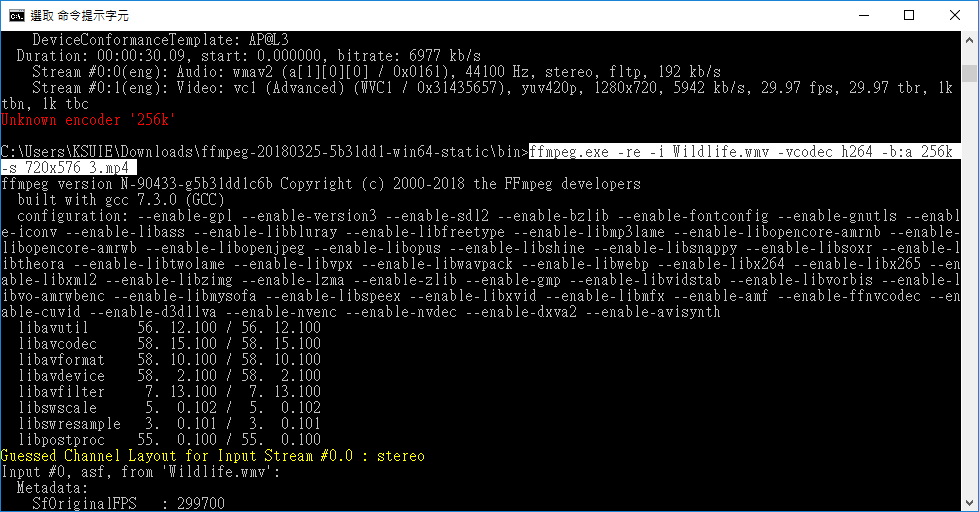 選取 命令提示字元
DeviceConformanceTemplate: AP@L3
Duration: 00:00:30.09, start: 0.000000, bitrate: 6977 kb/s
Stream #0:0(eng): Audio: wmav2 (a[1][0][0] / 0x0161), 44100 Hz, stereo, fltp, 192 kb/s
Stream #0:1(eng): Video: vc1 (Advanced) (WVC1 / 0x31435657), yuv420p, 1280x720, 5942 kb/s, 29.97 fps, 29.97 tbr, 1k
tbn, 1k tbc
Unknown encoder '256k'
C:\Users\KSUIE\Downloads\ffmpeg-20180325-5b31dd1-win64-static\bin>ffmpeg.exe -re -i Wildlife.wmv -vcodec h264 -b:a 256k
-s 720x576 3.mp4
ffmpeg version N-90433-g5b31dd1c6b Copyright (c) 2000-2018 the FFmpeg developers
built with gcc 7.3.0 (GCC)
configuration: --enable-gpl --enable-version3 --enable-sdl2 --enable-bzlib --enable-fontconfig --enable-gnutls --enabl
e-iconv --enable-libass --enable-libbluray --enable-libfreetype --enable-libmp3lame --enable-libopencore-amrnb --enable-
libopencore-amrwb --enable-libopenjpeg --enable-libopus --enable-libshine --enable-libsnappy --enable-libsoxr --enable-l
ibtheora --enable-libtwolame --enable-libvpx --enable-libwavpack --enable-libwebp --enable-libx264 --enable-libx265 --en
able-libxml2 --enable-libzimg --enable-lzma --enable-zlib --enable-gmp --enable-libvidstab --enable-libvorbis --enable-l
ibvo-amrwbenc --enable-libmysofa --enable-libspeex --enable-libxvid --enable-libmfx --enable-amf --enable-ffnvcodec --en
able-cuvid --enable-d3d11va --enable-nvenc --enable-nvdec --enable-dxva2 --enable-avisynth
libavutil 56. 12.100 / 56. 12.100
libavcodec 58. 15.100 / 58. 15.100
libavformat 58. 10.100 / 58. 10.100
libavdevice 58. 2.100 / 58. 2.100
libavfilter 7. 13.100 / 7. 13.100
libswscale 5. 0.102 / 5. 0.102
libswresample 3. 0.101 / 3. 0.101
libpostproc 55. 0.100 / 55. 0.100
Guessed Channel Layout for Input Stream #0.0 : stereo
Input #0, asf, from 'Wildlife.wmv':
Metadata:
SfOriginalFPS : 299700